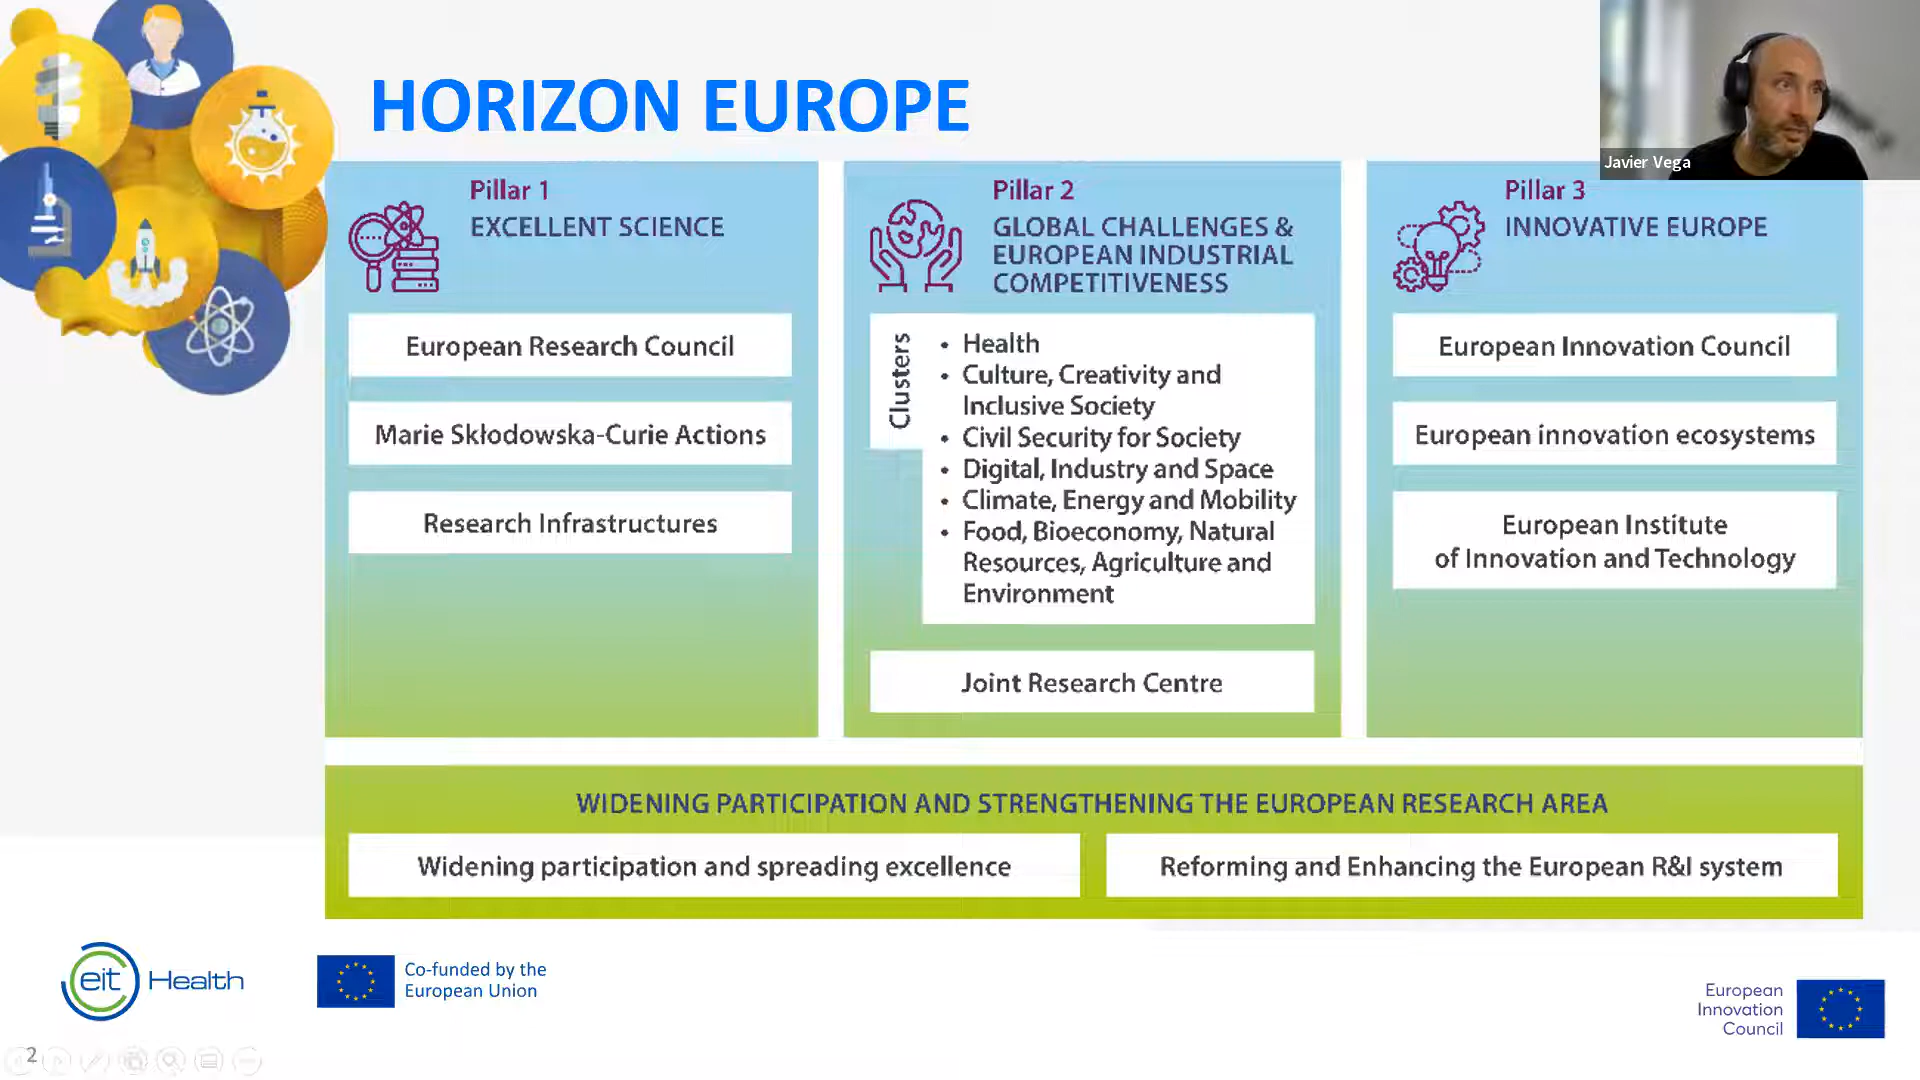 HORIZON EUROPE
Javier Vega
Pillar 1
EXCELLENT SCIENCE
European Research Council
Marie Skłodowska-Curie Actions
Research Infrastructures
Pillar 2
GLOBAL CHALLENGES &
EUROPEAN INDUSTRIAL
COMPETITIVENESS
Clusters
• Health
• Culture, Creativity and
Inclusive Society
• Civil Security for Society
• Digital, Industry and Space
• Climate, Energy and Mobility
• Food, Bioeconomy, Natural
Resources, Agriculture and
Environment
Joint Research Centre
Pillar 3
INNOVATIVE EUROPE
European Innovation Council
European innovation ecosystems
European Institute
of Innovation and Technology
WIDENING PARTICIPATION AND STRENGTHENING THE EUROPEAN RESEARCH AREA
Widening participation and spreading excellence
Reforming and Enhancing the European R&I system
eit Health
Co-funded by the
European Union
European
Innovation
Council
2